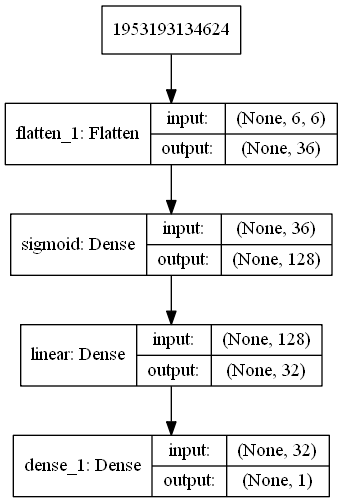 1953193134624
flatten_1: Flatten
input: (None, 6, 6)
output: (None, 36)
sigmoid: Dense
input: (None, 36)
output: (None, 128)
linear: Dense
input: (None, 128)
output: (None, 32)
dense_1: Dense
input: (None, 32)
output: (None, 1)